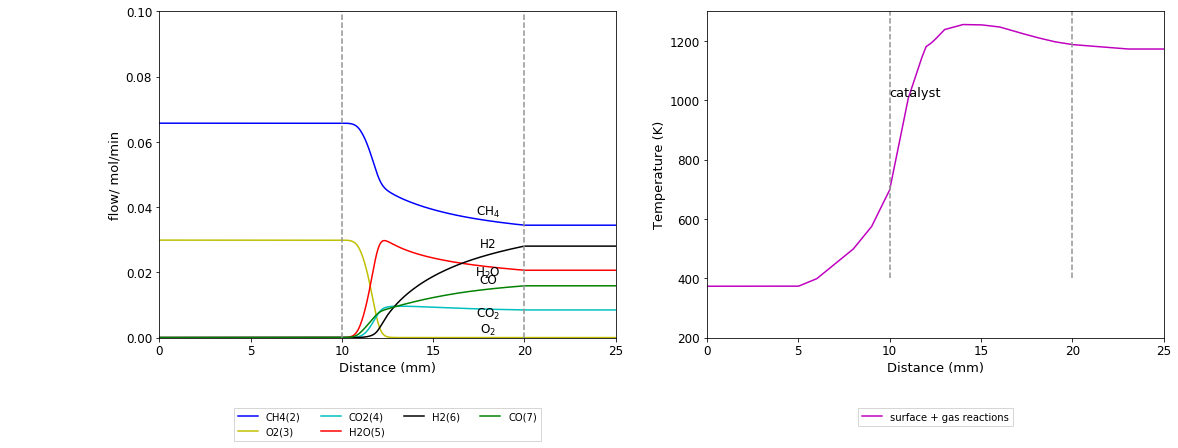 0.10
0.08
0.06
0.04
0.02
0.00
flow/ mol/min
CH4
H2
H2O
CO
CO2
O2
0 5 10 15 20 25
Distance (mm)
CH4(2) CO2(4) H2(6) CO(7)
O2(3) H2O(5)
1200
1000
800
600
400
200
Temperature (K)
catalyst
0 5 10 15 20 25
Distance (mm)
surface + gas reactions